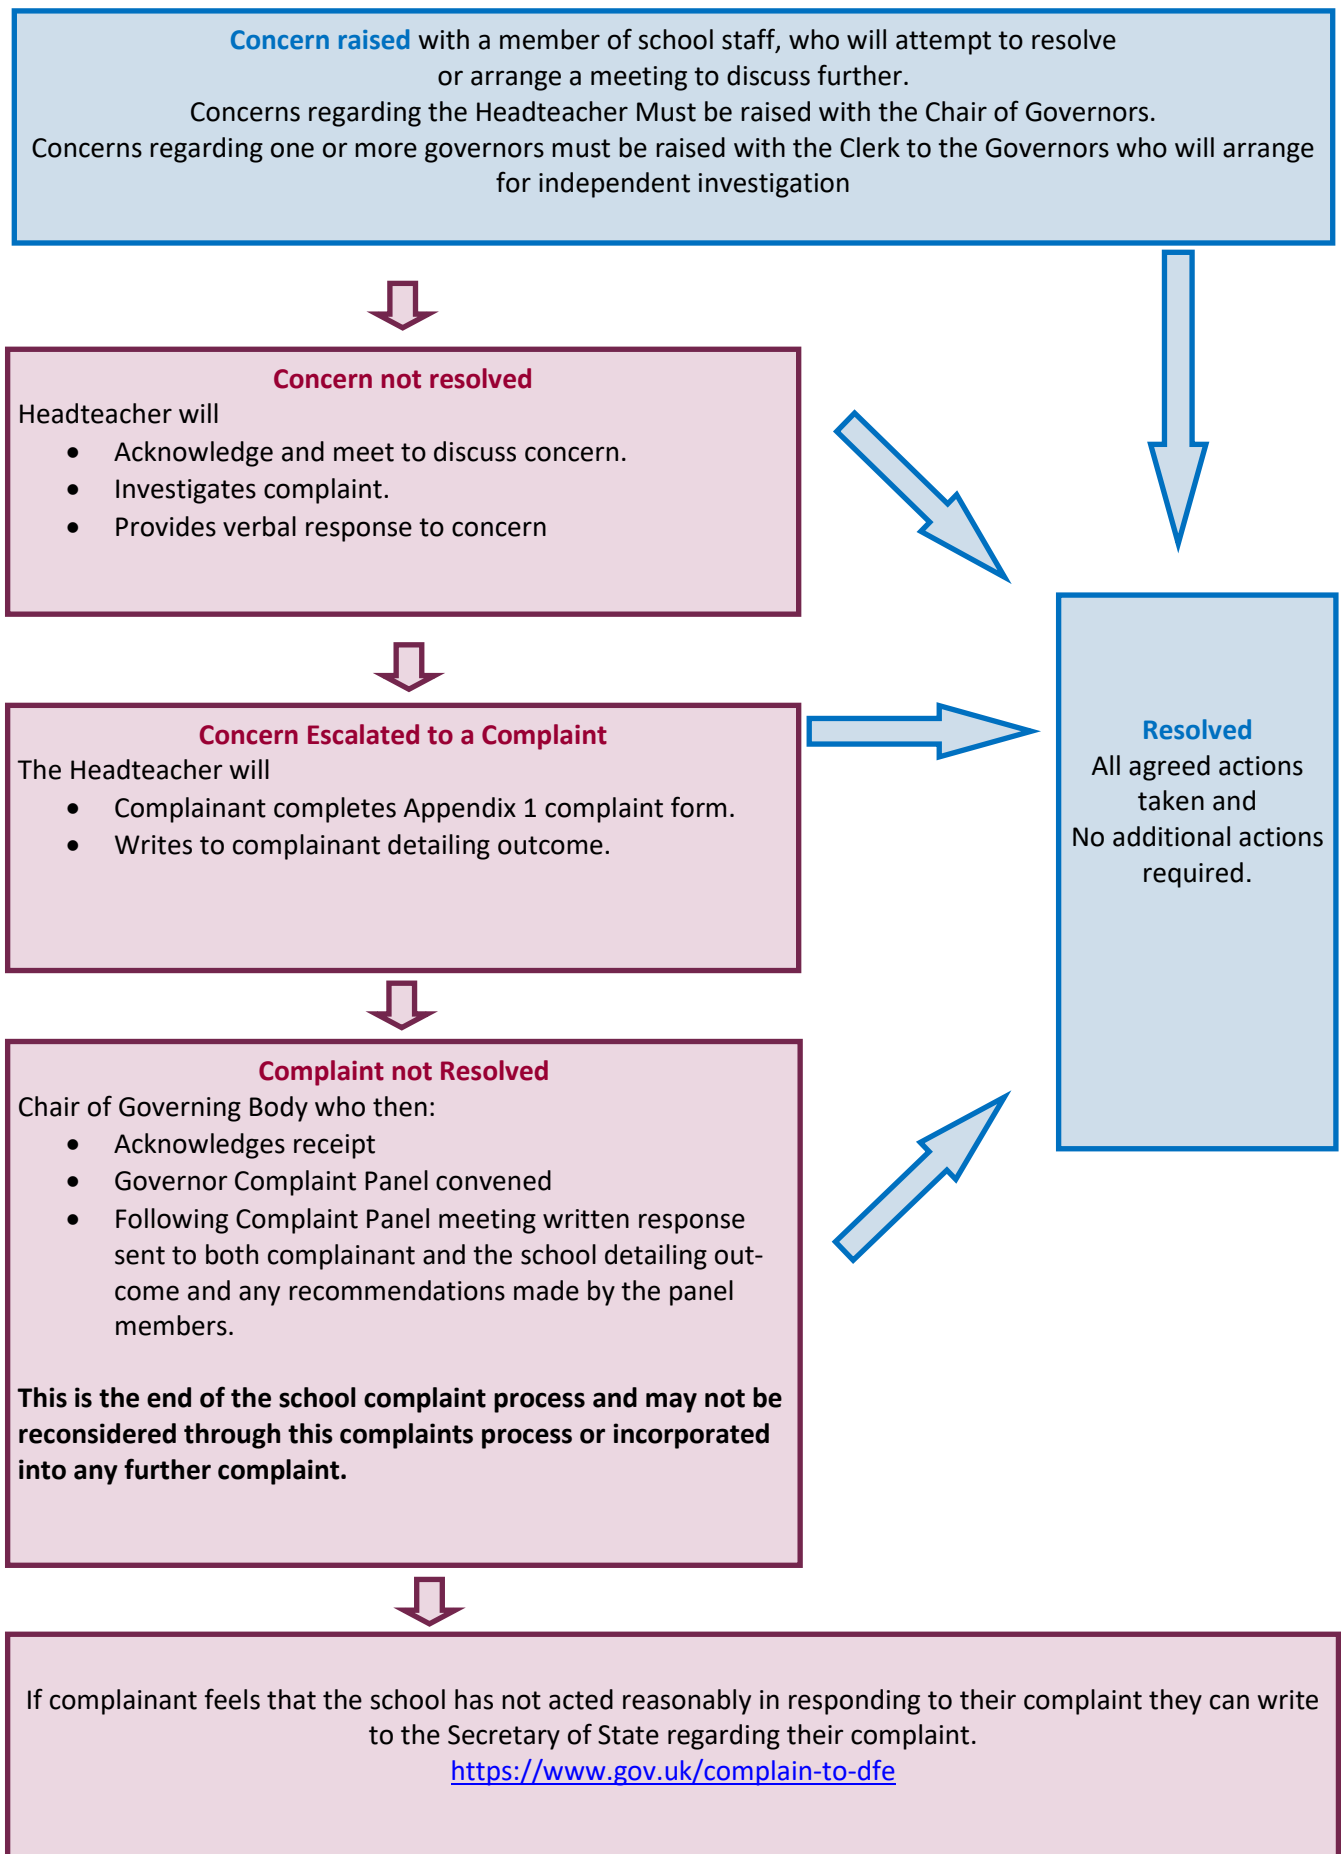 Concern raised with a member of school staff, who will attempt to resolve
or arrange a meeting to discuss further.
Concerns regarding the Headteacher Must be raised with the Chair of Governors.
Concerns regarding one or more governors must be raised with the Clerk to the Governors who will arrange
for independent investigation
Concern not resolved
Headteacher will
• Acknowledge and meet to discuss concern.
• Investigates complaint.
• Provides verbal response to concern
Concern Escalated to a Complaint
The Headteacher will
• Complainant completes Appendix 1 complaint form.
• Writes to complainant detailing outcome.
Resolved
All agreed actions
taken and
No additional actions
required.
Complaint not Resolved
Chair of Governing Body who then:
• Acknowledges receipt
• Governor Complaint Panel convened
• Following Complaint Panel meeting written response
sent to both complainant and the school detailing out-
come and any recommendations made by the panel
members.
This is the end of the school complaint process and may not be
reconsidered through this complaints process or incorporated
into any further complaint.
If complainant feels that the school has not acted reasonably in responding to their complaint they can write
to the Secretary of State regarding their complaint.
https://www.gov.uk/complain-to-dfe